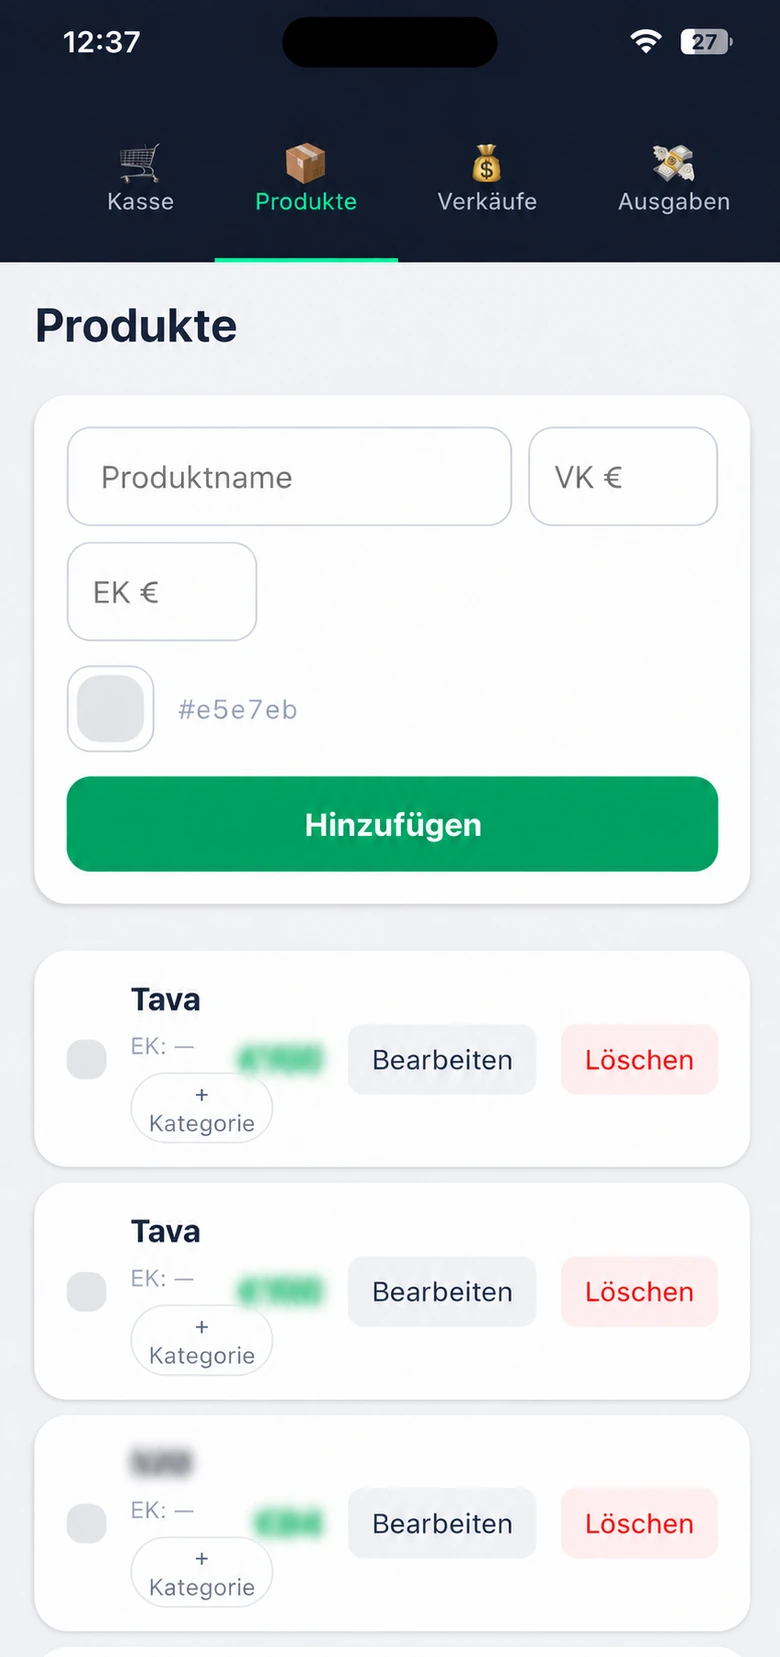 12:37
27
Kasse
Produkte
Verkäufe
Ausgaben
Produkte
Produktname
VK €
EK €
#e5e7eb
Hinzufügen
Tava
EK: —
+
Kategorie
Bearbeiten
Löschen
Tava
EK: —
+
Kategorie
Bearbeiten
Löschen
EK: —
+
Kategorie
Bearbeiten
Löschen